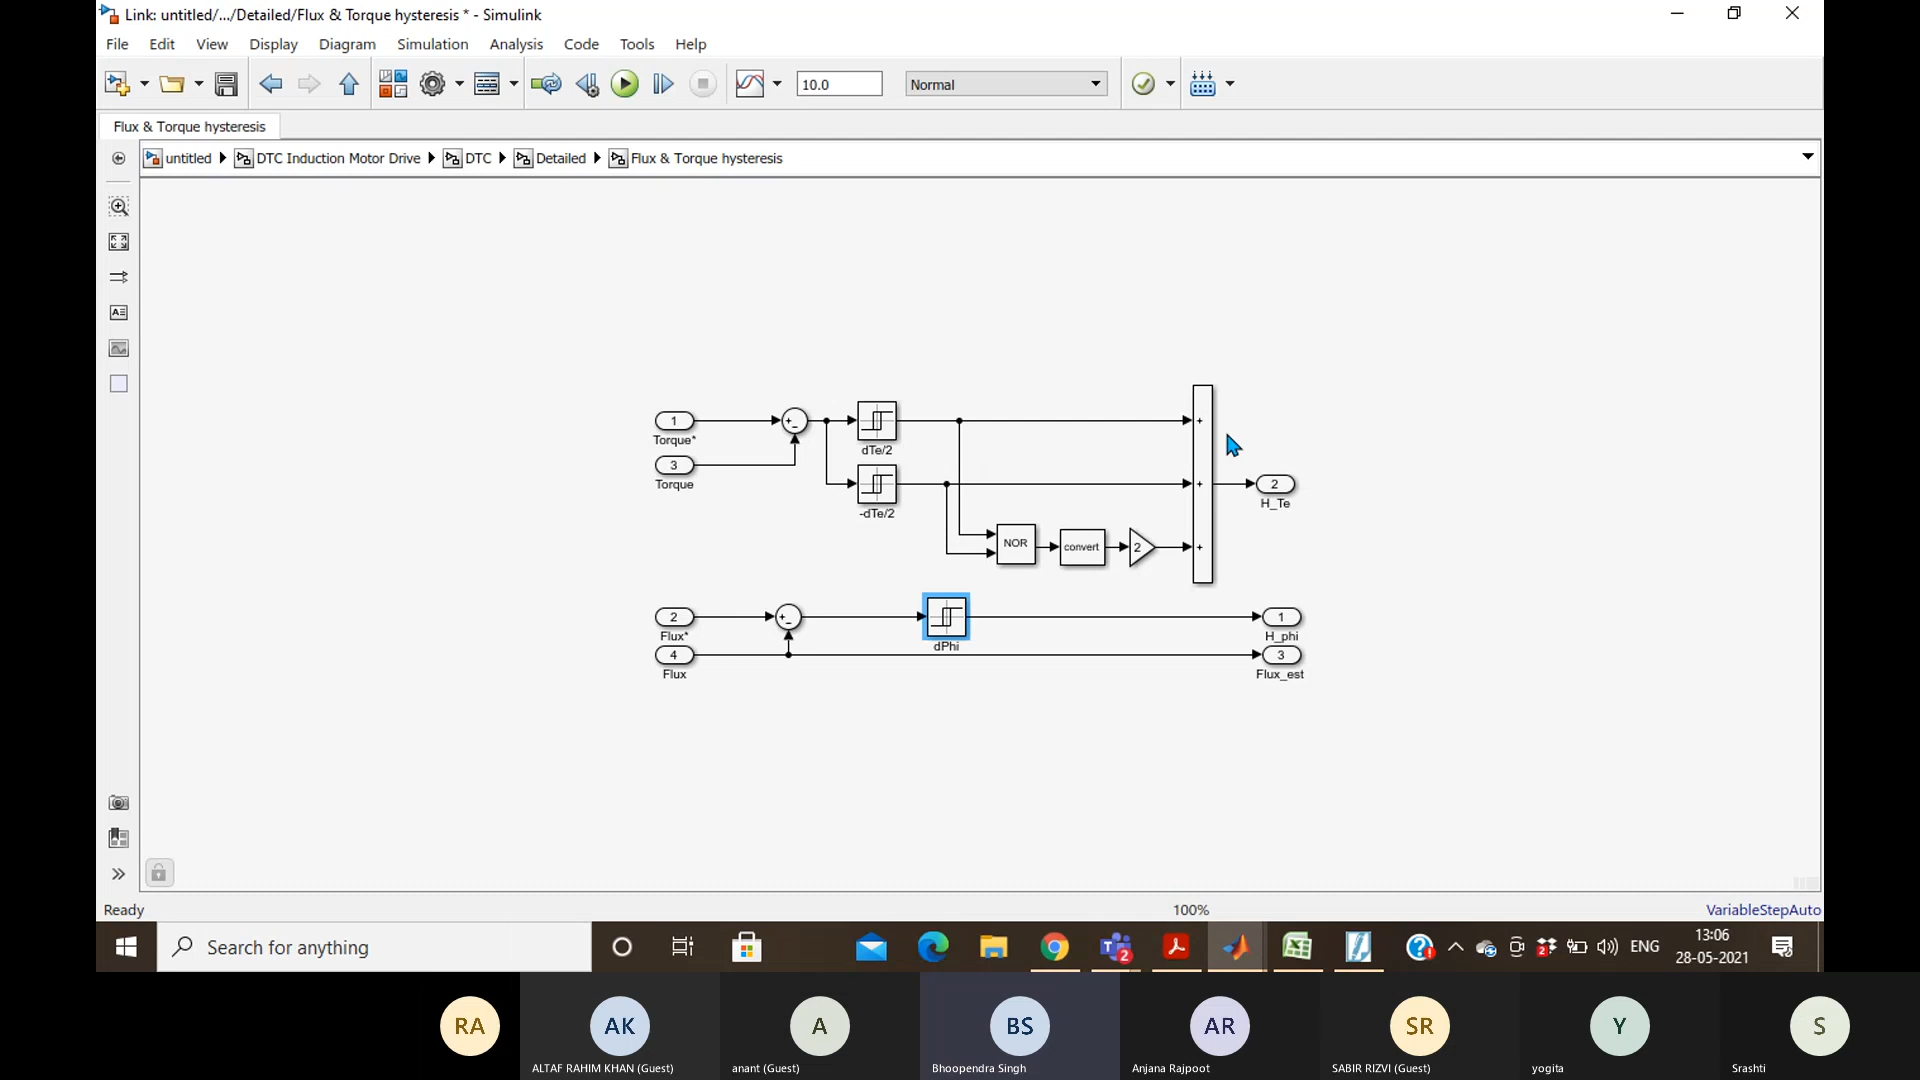 Link: untitled/.../Detailed/Flux & Torque hysteresis * - Simulink
File Edit View Display Diagram Simulation Analysis Code Tools Help
10.0 Normal
Flux & Torque hysteresis
untitled DTC Induction Motor Drive DTC Detailed Flux & Torque hysteresis
1
Torque*
3
Torque
+
-
dTe/2
-dTe/2
NOR
convert
2
+
+
+
2
H_Te
2
Flux*
4
Flux
+
-
dPhi
1
H_phi
3
Flux_est
Ready 100% VariableStepAuto
Search for anything
2
2
ENG
13:06
28-05-2021
RA AK A BS AR SR Y S
ALTAF RAHIM KHAN (Guest) anant (Guest) Bhoopendra Singh Anjana Rajpoot SABIR RIZVI (Guest) yogita Srashti